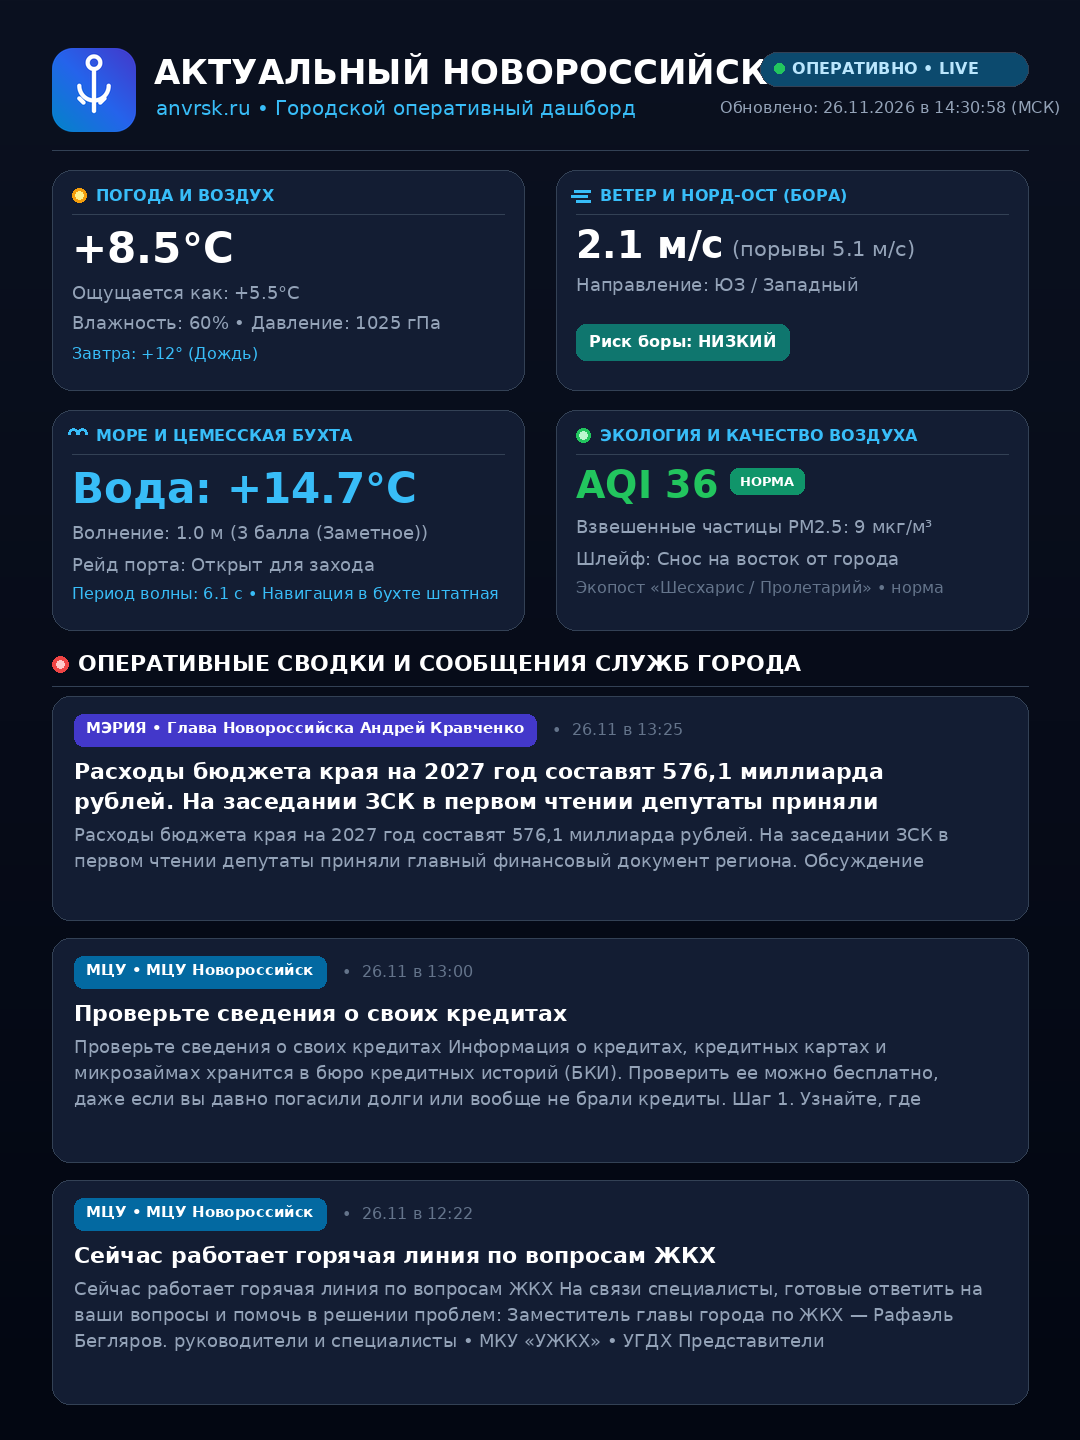 АКТУАЛЬНЫЙ НОВОРОССИЙСК
ОПЕРАТИВНО • LIVE
anvrsk.ru • Городской оперативный дашборд
Обновлено: 26.11.2026 в 14:30:58 (МСК)
ПОГОДА И ВОЗДУХ
+8.5°C
Ощущается как: +5.5°C
Влажность: 60% • Давление: 1025 гПа
Завтра: +12° (Дождь)
ВЕТЕР И НОРД-ОСТ (БОРА)
2.1 м/с (порывы 5.1 м/с)
Направление: ЮЗ / Западный
Риск боры: НИЗКИЙ
МОРЕ И ЦЕМЕССКАЯ БУХТА
Вода: +14.7°C
Волнение: 1.0 м (3 балла (Заметное))
Рейд порта: Открыт для захода
Период волны: 6.1 с • Навигация в бухте штатная
ЭКОЛОГИЯ И КАЧЕСТВО ВОЗДУХА
AQI 36 НОРМА
Взвешенные частицы PM2.5: 9 мкг/м³
Шлейф: Снос на восток от города
Экопост «Шесхарис / Пролетарий» • норма
ОПЕРАТИВНЫЕ СВОДКИ И СООБЩЕНИЯ СЛУЖБ ГОРОДА
МЭРИЯ • Глава Новороссийска Андрей Кравченко • 26.11 в 13:25
Расходы бюджета края на 2027 год составят 576,1 миллиарда
рублей. На заседании ЗСК в первом чтении депутаты приняли
Расходы бюджета края на 2027 год составят 576,1 миллиарда рублей. На заседании ЗСК в
первом чтении депутаты приняли главный финансовый документ региона. Обсуждение
МЦУ • МЦУ Новороссийск • 26.11 в 13:00
Проверьте сведения о своих кредитах
Проверьте сведения о своих кредитах Информация о кредитах, кредитных картах и
микрозаймах хранится в бюро кредитных историй (БКИ). Проверить ее можно бесплатно,
даже если вы давно погасили долги или вообще не брали кредиты. Шаг 1. Узнайте, где
МЦУ • МЦУ Новороссийск • 26.11 в 12:22
Сейчас работает горячая линия по вопросам ЖКХ
Сейчас работает горячая линия по вопросам ЖКХ На связи специалисты, готовые ответить на
ваши вопросы и помочь в решении проблем: Заместитель главы города по ЖКХ — Рафаэль
Бегляров. руководители и специалисты • МКУ «УЖКХ» • УГДХ Представители